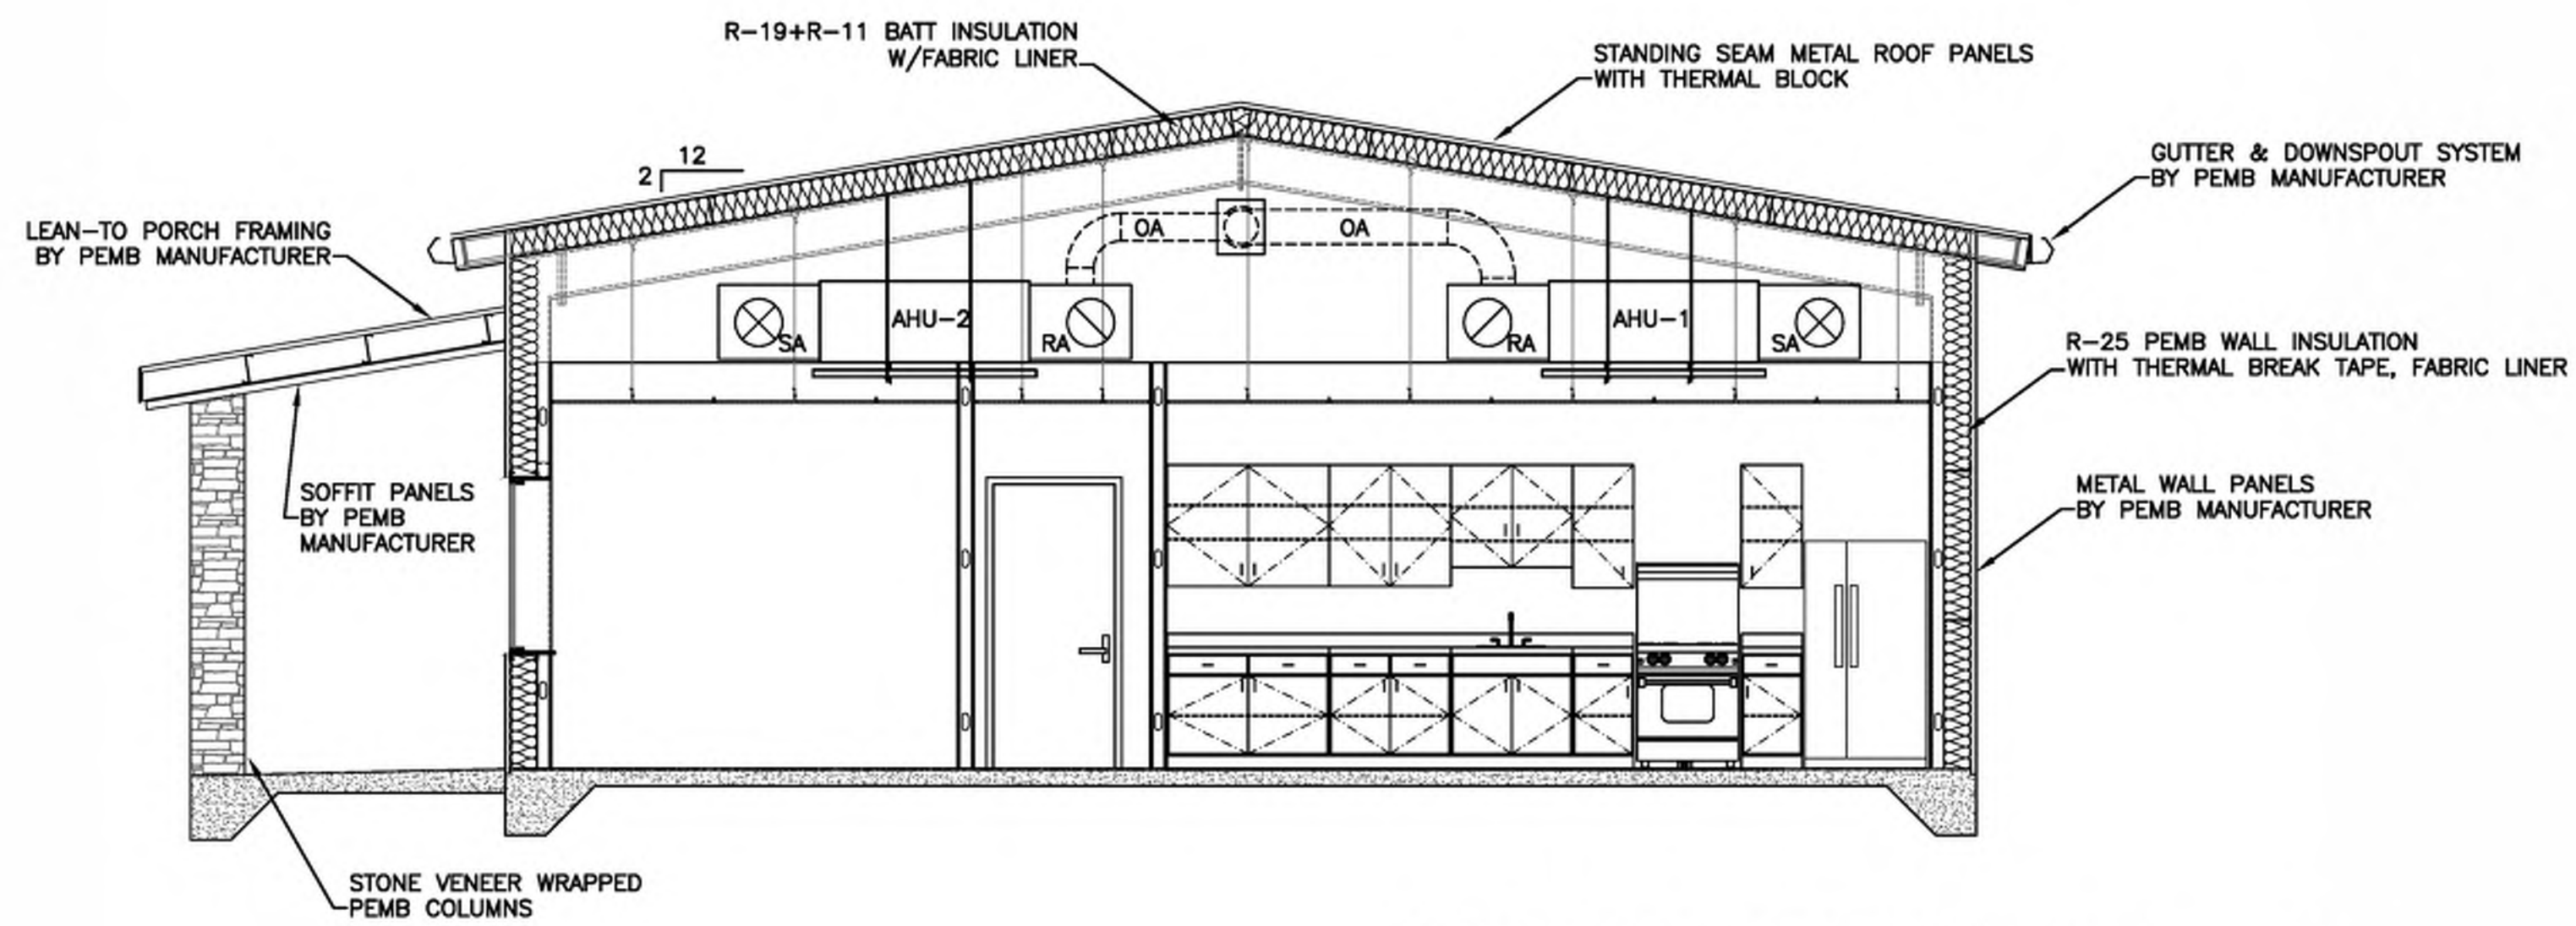 R-19+R-11 BATT INSULATION
W/FABRIC LINER
STANDING SEAM METAL ROOF PANELS
WITH THERMAL BLOCK
GUTTER & DOWNSPOUT SYSTEM
BY PEMB MANUFACTURER
12
2
LEAN-TO PORCH FRAMING
BY PEMB MANUFACTURER
OA
OA
AHU-2
SA
RA
AHU-1
RA
SA
R-25 PEMB WALL INSULATION
WITH THERMAL BREAK TAPE, FABRIC LINER
SOFFIT PANELS
BY PEMB
MANUFACTURER
METAL WALL PANELS
BY PEMB MANUFACTURER
STONE VENEER WRAPPED
PEMB COLUMNS